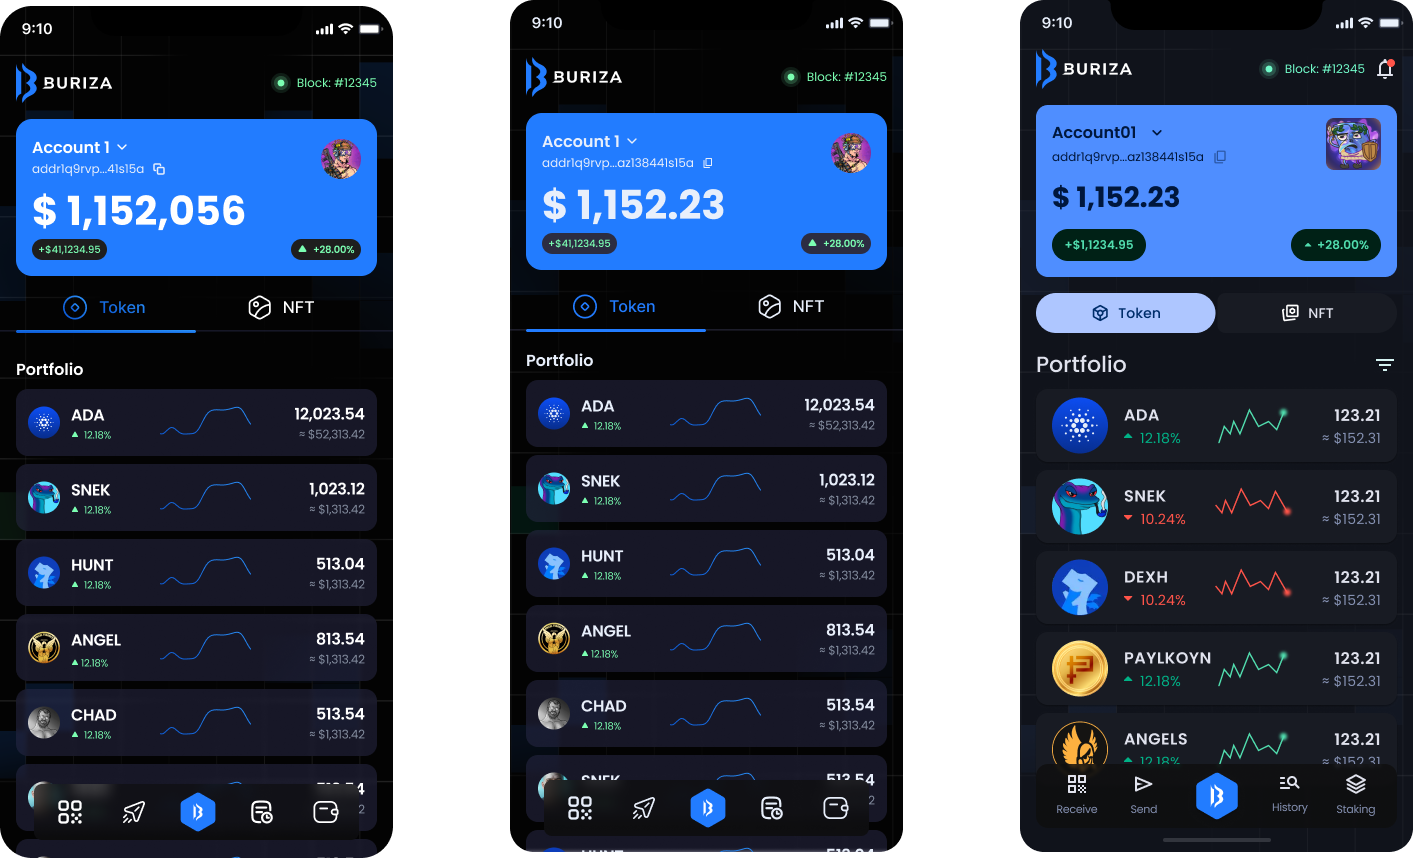 9:10
BURIZA
Block: #12345
Account 1
addr1q9rvp...41s15a
$ 1,152,056
+$41,1234.95
+28.00%
Token
NFT
Portfolio
ADA
12.18%
12,023.54
≈ $52,313.42
SNEK
12.18%
1,023.12
≈ $1,313.42
HUNT
12.18%
513.04
≈ $1,313.42
ANGEL
12.18%
813.54
≈ $1,313.42
CHAD
12.18%
513.54
≈ $1,313.42
9:10
BURIZA
Block: #12345
Account 1
addr1q9rvp...az138441s15a
$ 1,152.23
+$41,1234.95
+28.00%
Token
NFT
Portfolio
ADA
12.18%
12,023.54
≈ $52,313.42
SNEK
12.18%
1,023.12
≈ $1,313.42
HUNT
12.18%
513.04
≈ $1,313.42
ANGEL
12.18%
813.54
≈ $1,313.42
CHAD
12.18%
513.54
≈ $1,313.42
SNEK
513.54
9:10
BURIZA
Block: #12345
Account01
addr1q9rvp...az138441s15a
$ 1,152.23
+$1,1234.95
+28.00%
Token
NFT
Portfolio
ADA
12.18%
123.21
≈ $152.31
SNEK
10.24%
123.21
≈ $152.31
DEXH
10.24%
123.21
≈ $152.31
PAYLKOYN
12.18%
123.21
≈ $152.31
ANGELS
12.18%
123.21
Receive
Send
History
Staking